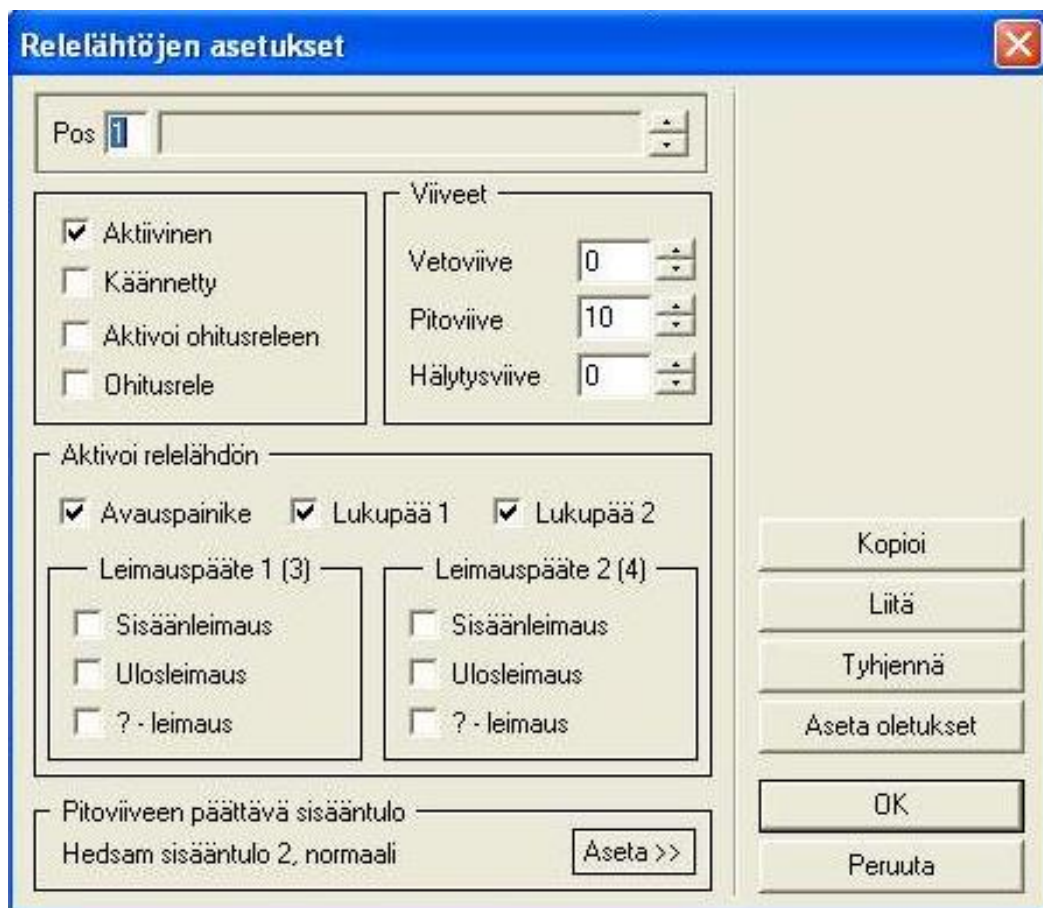 Relelähtöjen asetukset
Pos 1
Aktiivinen
Käännetty
Aktivoi ohitusreleen
Ohitusrele
Viiveet
Vetoviive 0
Pitoviive 10
Hälytysviive 0
Aktivoi relelähdön
Avauspainike Lukupää 1 Lukupää 2
Leimauspääte 1 (3)
Sisäänleimaus
Ulosleimaus
? - leimaus
Leimauspääte 2 (4)
Sisäänleimaus
Ulosleimaus
? - leimaus
Pitoviiveen päättävä sisääntulo
Hedsam sisääntulo 2, normaali Aseta >>
Kopioi
Liitä
Tyhjennä
Aseta oletukset
OK
Peruuta